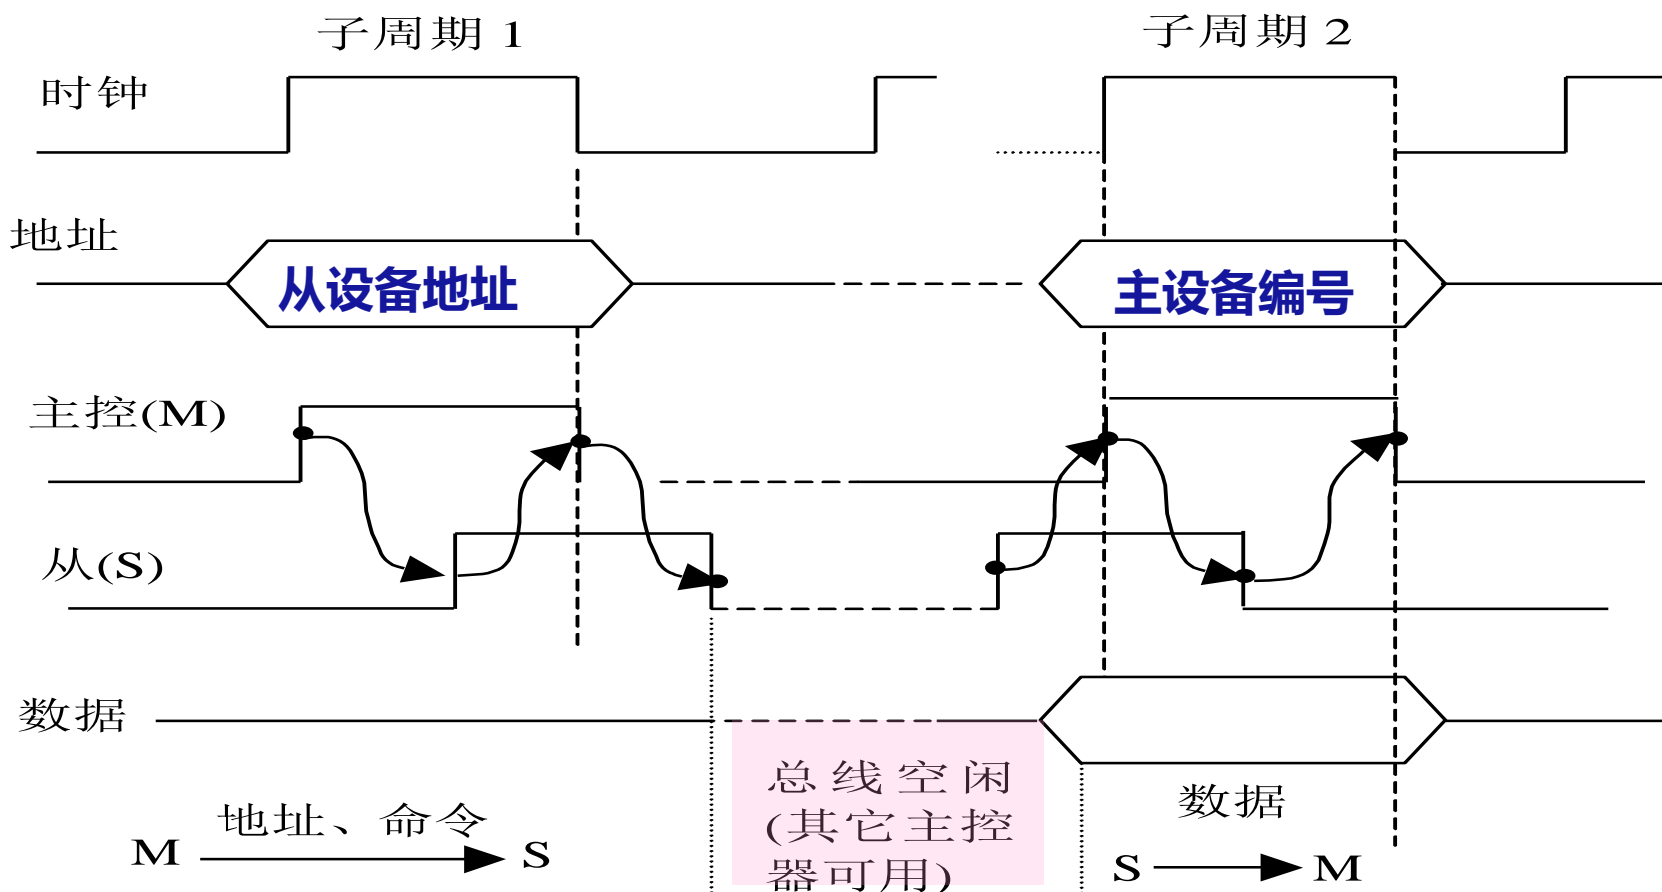 子周期 1
子周期 2
时钟
地址
从设备地址
主设备编号
主控(M)
从(S)
数据
总线空闲
(其它主控
器可用)
地址、命令
M
S
数据
S
M